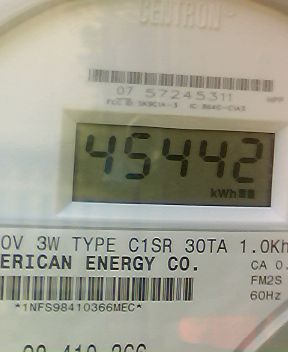 CENTRON
07 57245311
45442
kWh
0V 3W TYPE C1SR 30TA 1.0Kh
ERICAN ENERGY CO.
CA 0.
FM2S
60Hz
*1NFS98410366MEC*